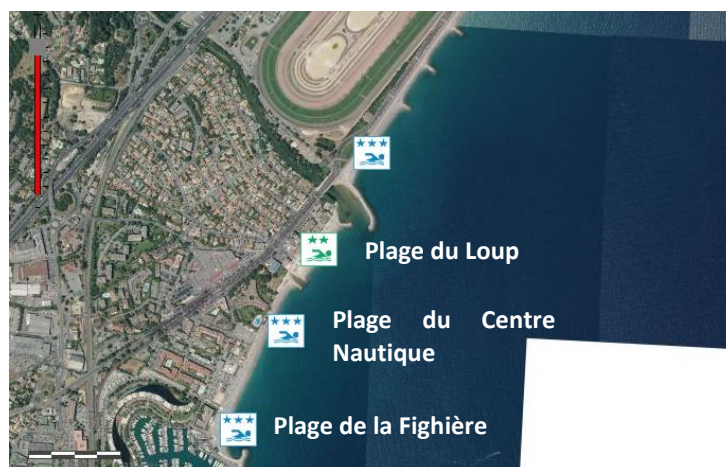 Plage du Loup
Plage du Centre
Nautique
Plage de la Fighière